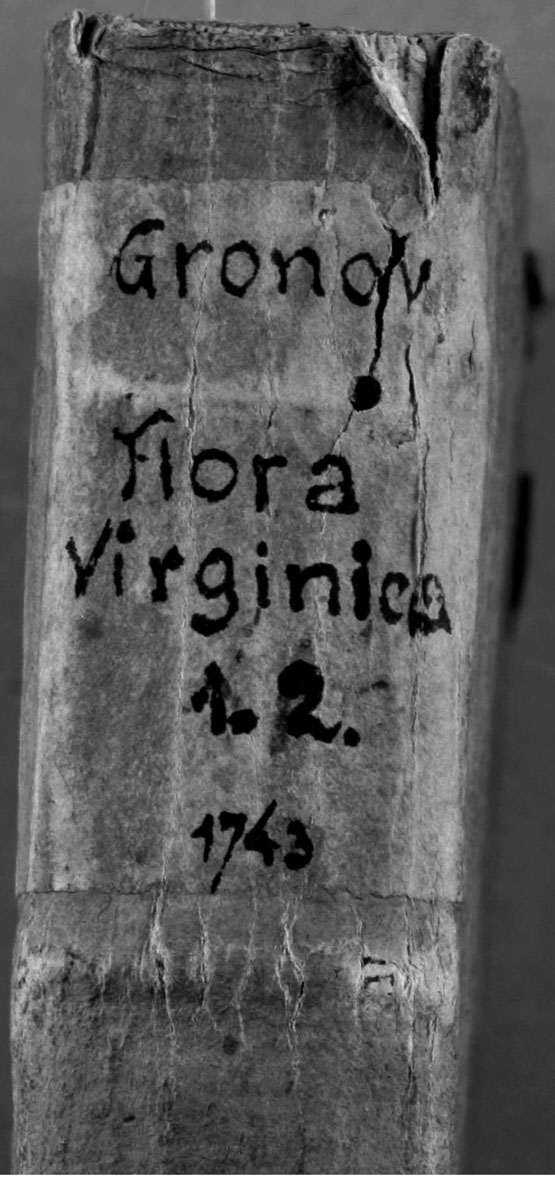 Gronov
Flora
Virginica
1. 2.
1743